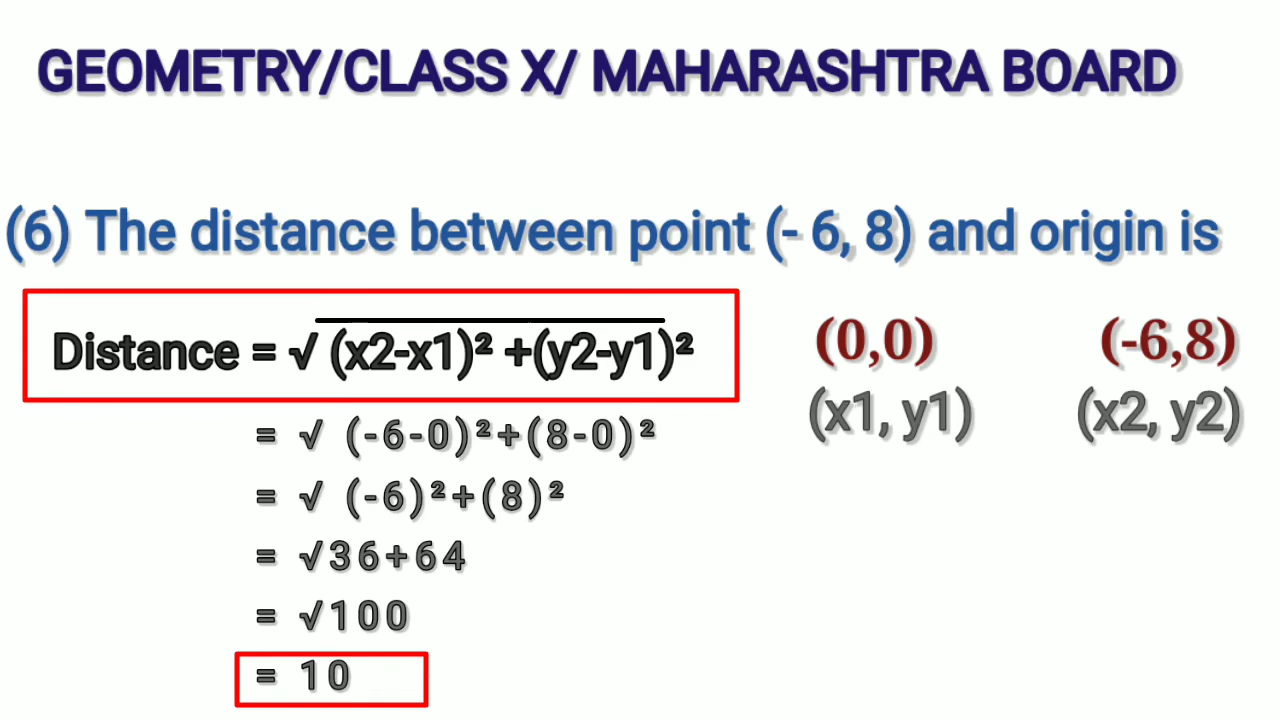 GEOMETRY/CLASS X/ MAHARASHTRA BOARD
(6) The distance between point (- 6, 8) and origin is
Distance = √ (x2-x1)² +(y2-y1)²
(0,0) (-6,8)
(x1, y1) (x2, y2)
= √ (-6-0)²+(8-0)²
= √ (-6)²+(8)²
= √36+64
= √100
= 10